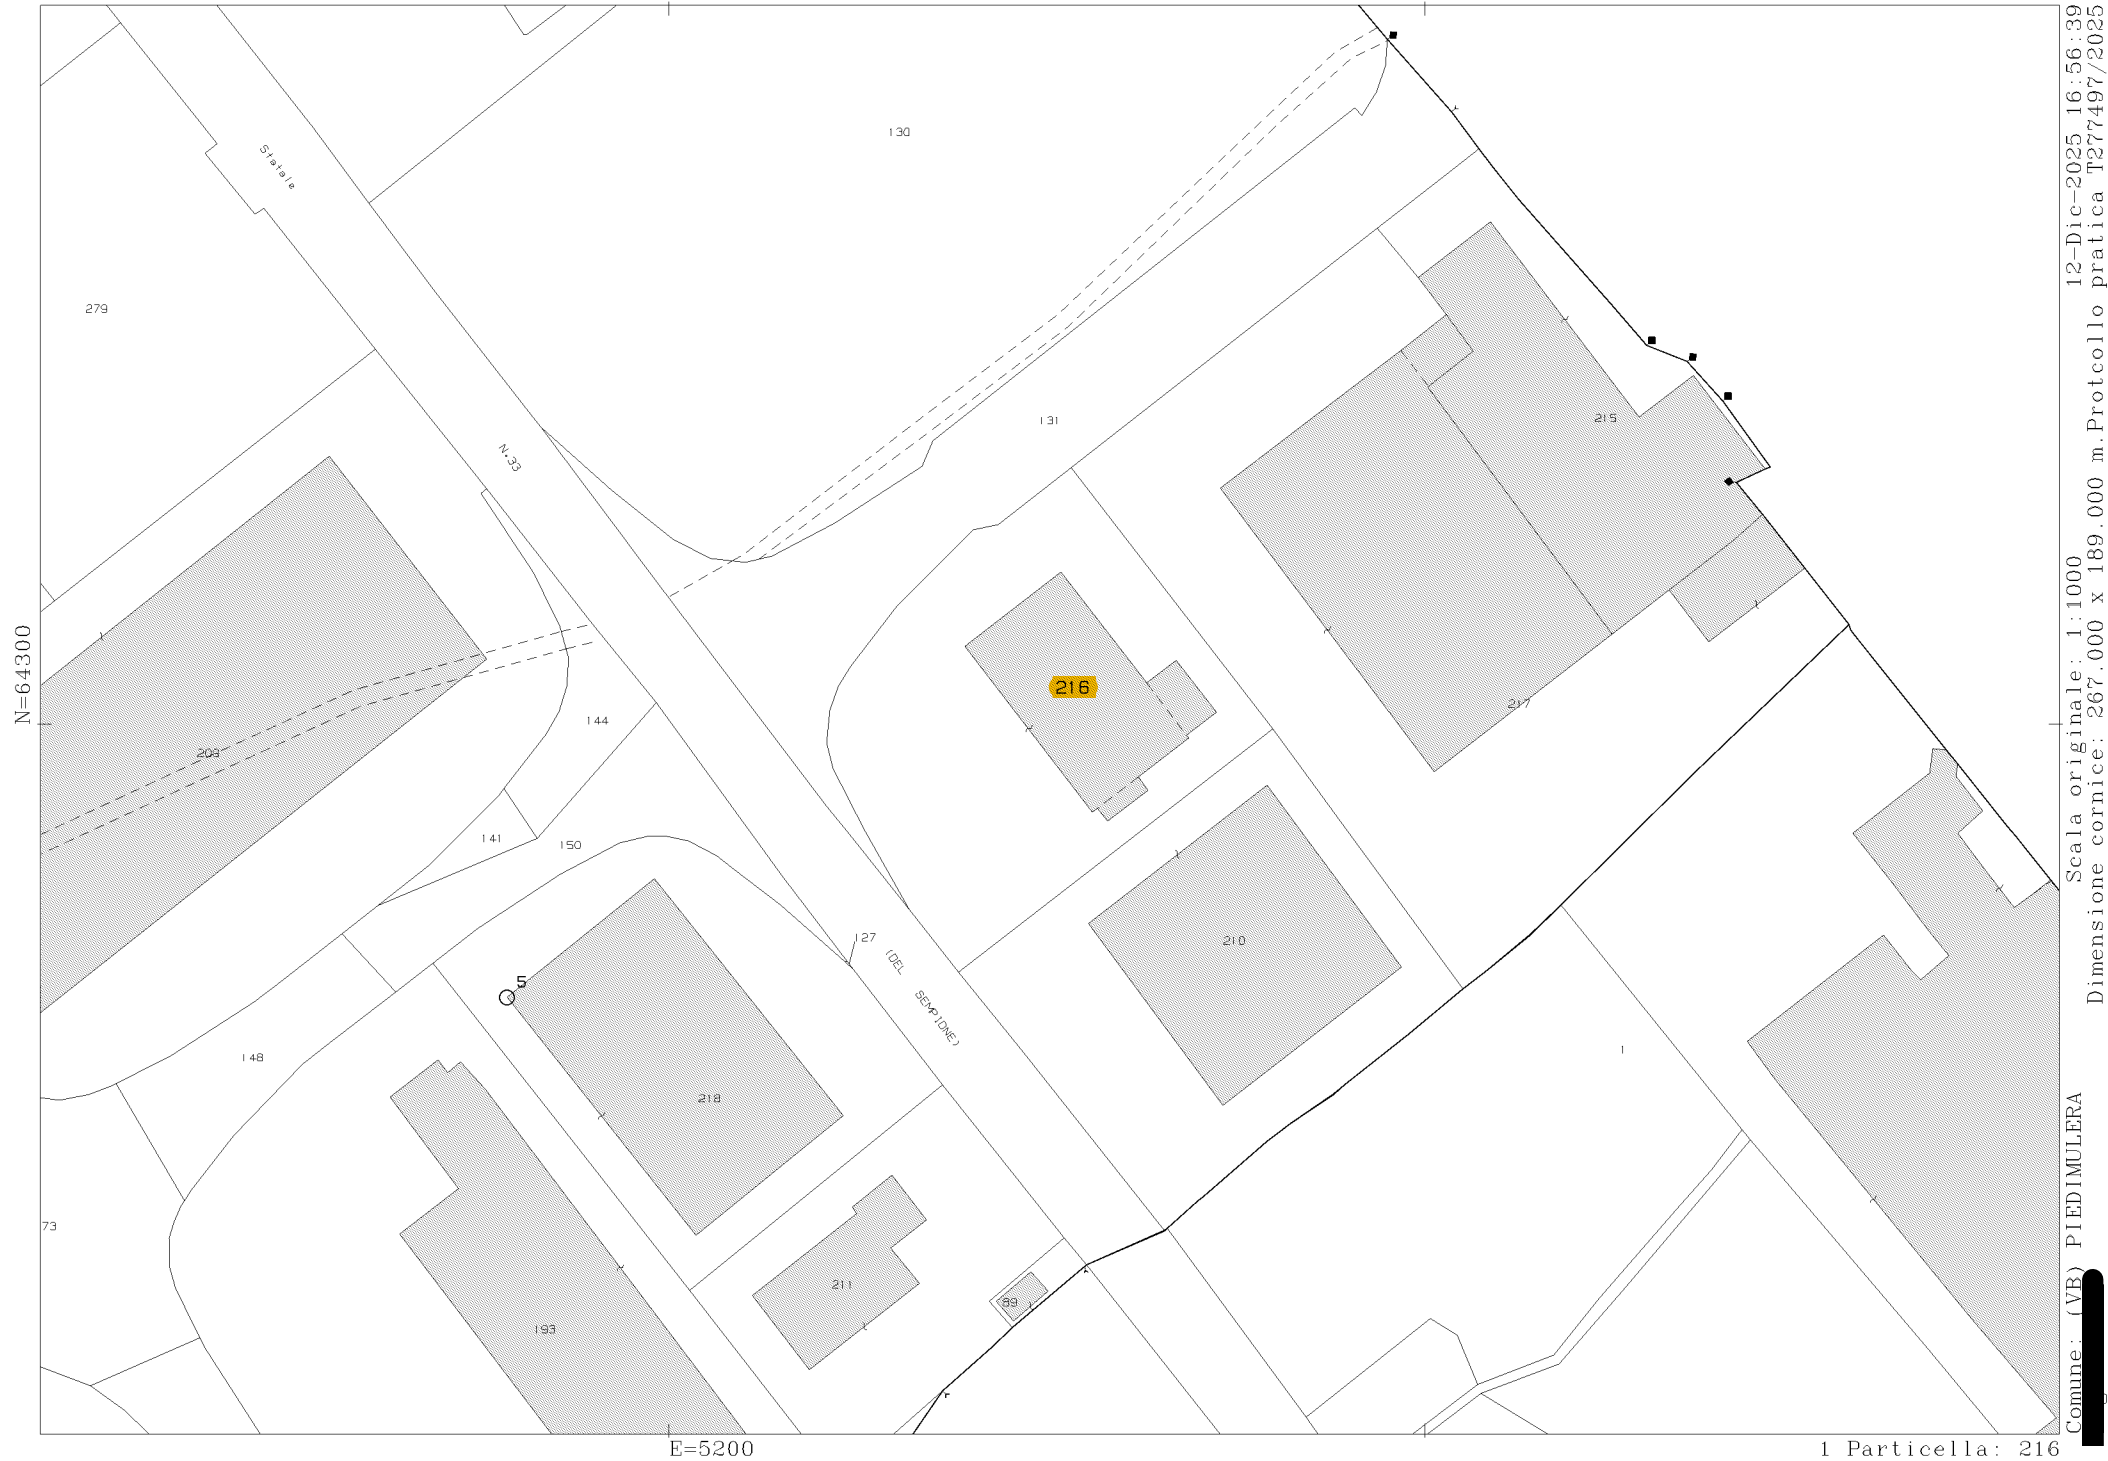 130
Statale
279
N.33
131
215
216
217
144
209
141
150
127
(DEL SEMPIONE)
210
5
148
218
1
73
211
89
193
N=64300
E=5200
1 Particella: 216
12-Dic-2025 16:56:39
Protocollo pratica T277497/2025
Scala originale: 1:1000
Dimensione cornice: 267.000 x 189.000 m.
Comune: (VB) PIEDIMULERA